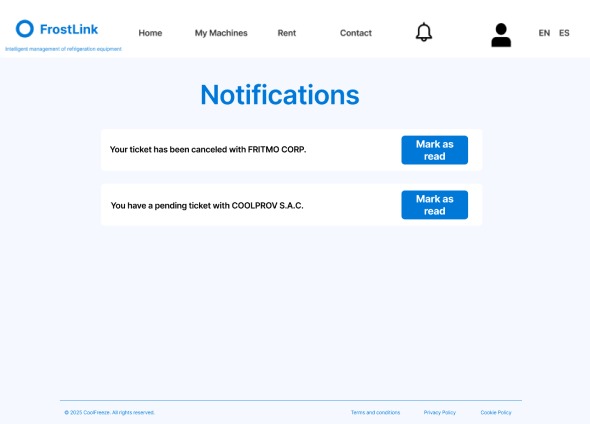 FrostLink
Intelligent management of refrigeration equipment
Home My Machines Rent Contact EN ES
Notifications
Your ticket has been canceled with FRITMO CORP.
Mark as
read
You have a pending ticket with COOLPROV S.A.C.
Mark as
read
© 2025 CoolFreeze. All rights reserved. Terms and conditions Privacy Policy Cookie Policy